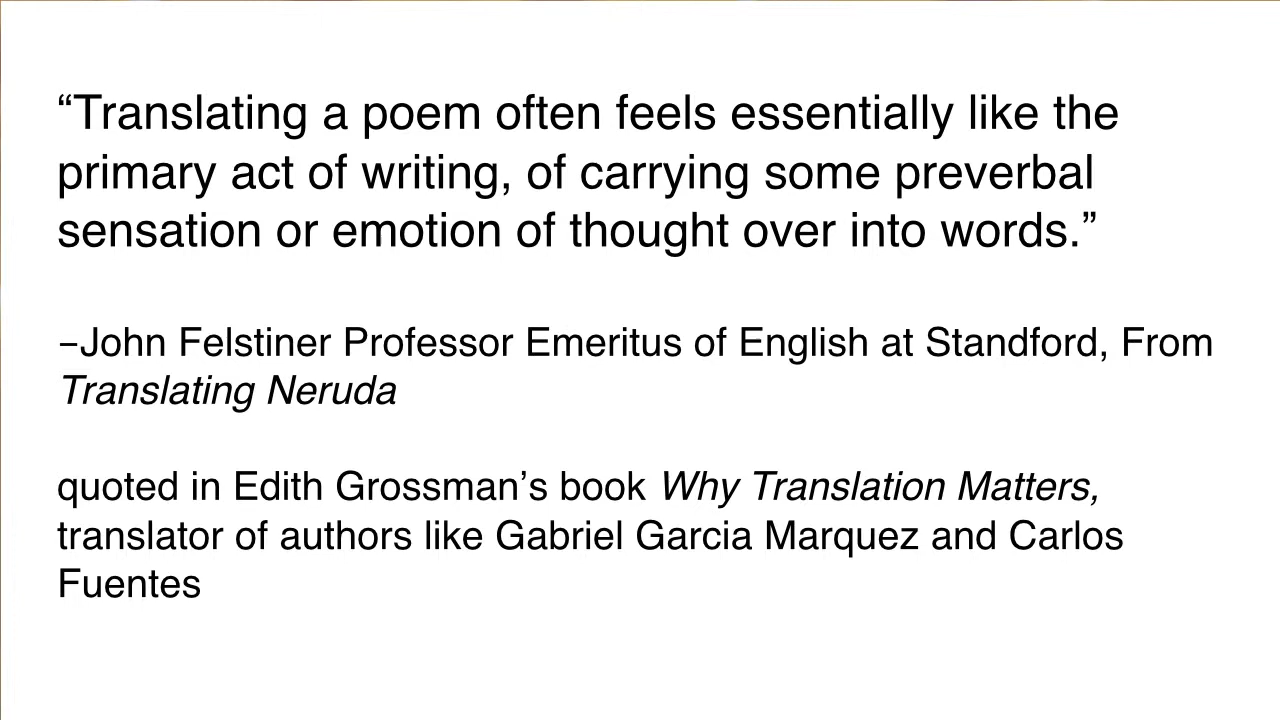 “Translating a poem often feels essentially like the
primary act of writing, of carrying some preverbal
sensation or emotion of thought over into words.”
–John Felstiner Professor Emeritus of English at Standford, From
Translating Neruda
quoted in Edith Grossman’s book Why Translation Matters,
translator of authors like Gabriel Garcia Marquez and Carlos
Fuentes